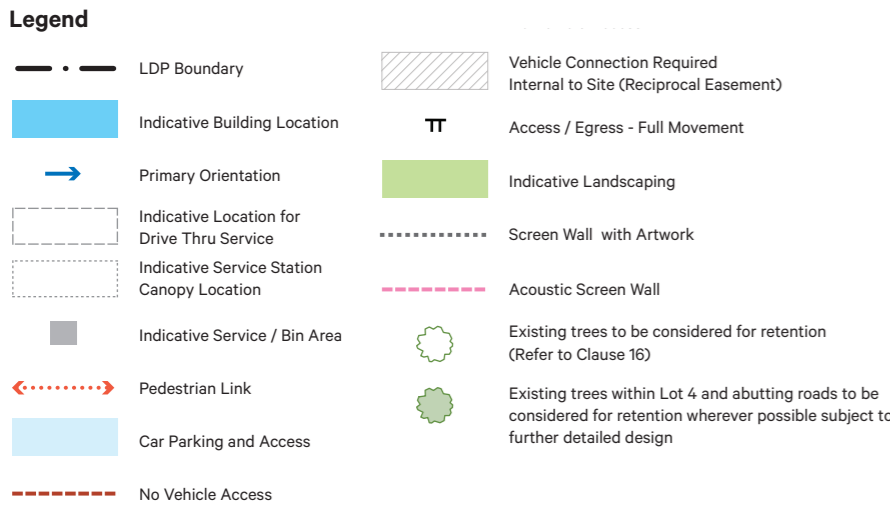 Legend
LDP Boundary
Indicative Building Location
Primary Orientation
Indicative Location for
Drive Thru Service
Indicative Service Station
Canopy Location
Indicative Service / Bin Area
Pedestrian Link
Car Parking and Access
No Vehicle Access
Vehicle Connection Required
Internal to Site (Reciprocal Easement)
Access / Egress - Full Movement
Indicative Landscaping
Screen Wall with Artwork
Acoustic Screen Wall
Existing trees to be considered for retention
(Refer to Clause 16)
Existing trees within Lot 4 and abutting roads to be
considered for retention wherever possible subject to
further detailed design